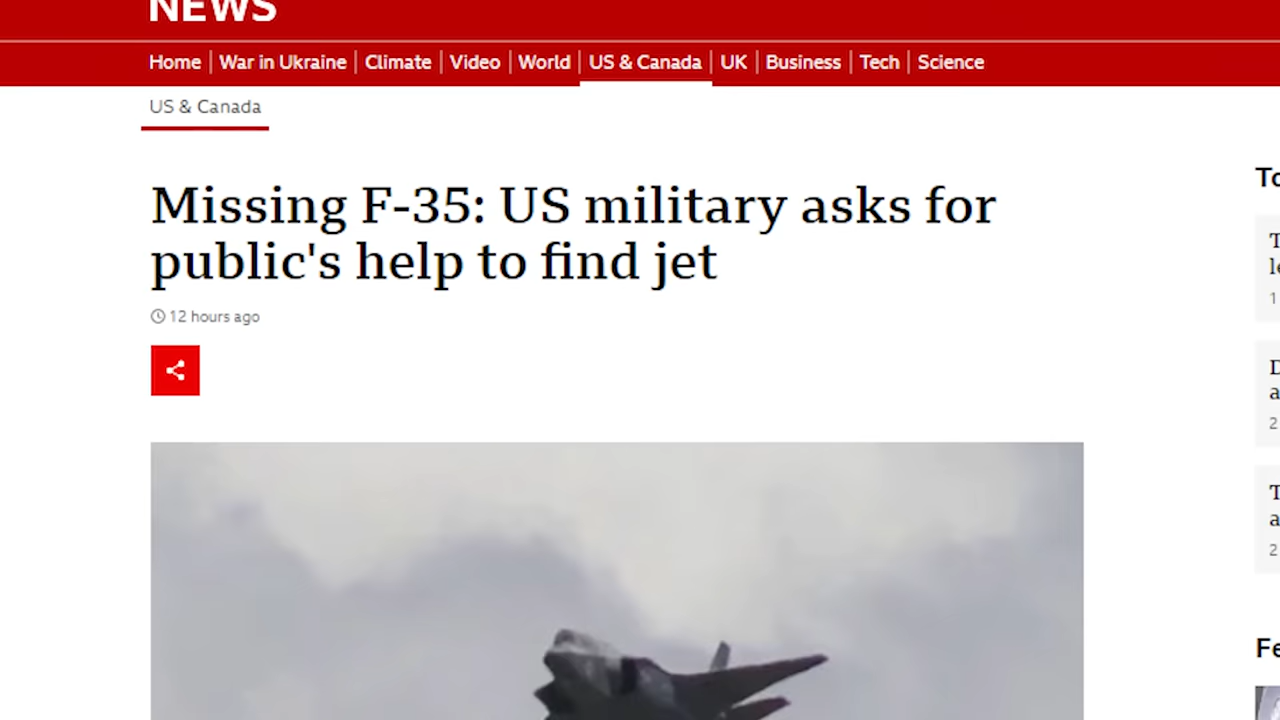 NEWS
Home
War in Ukraine
Climate
Video
World
US & Canada
UK
Business
Tech
Science
US & Canada
Missing F-35: US military asks for
public's help to find jet
12 hours ago